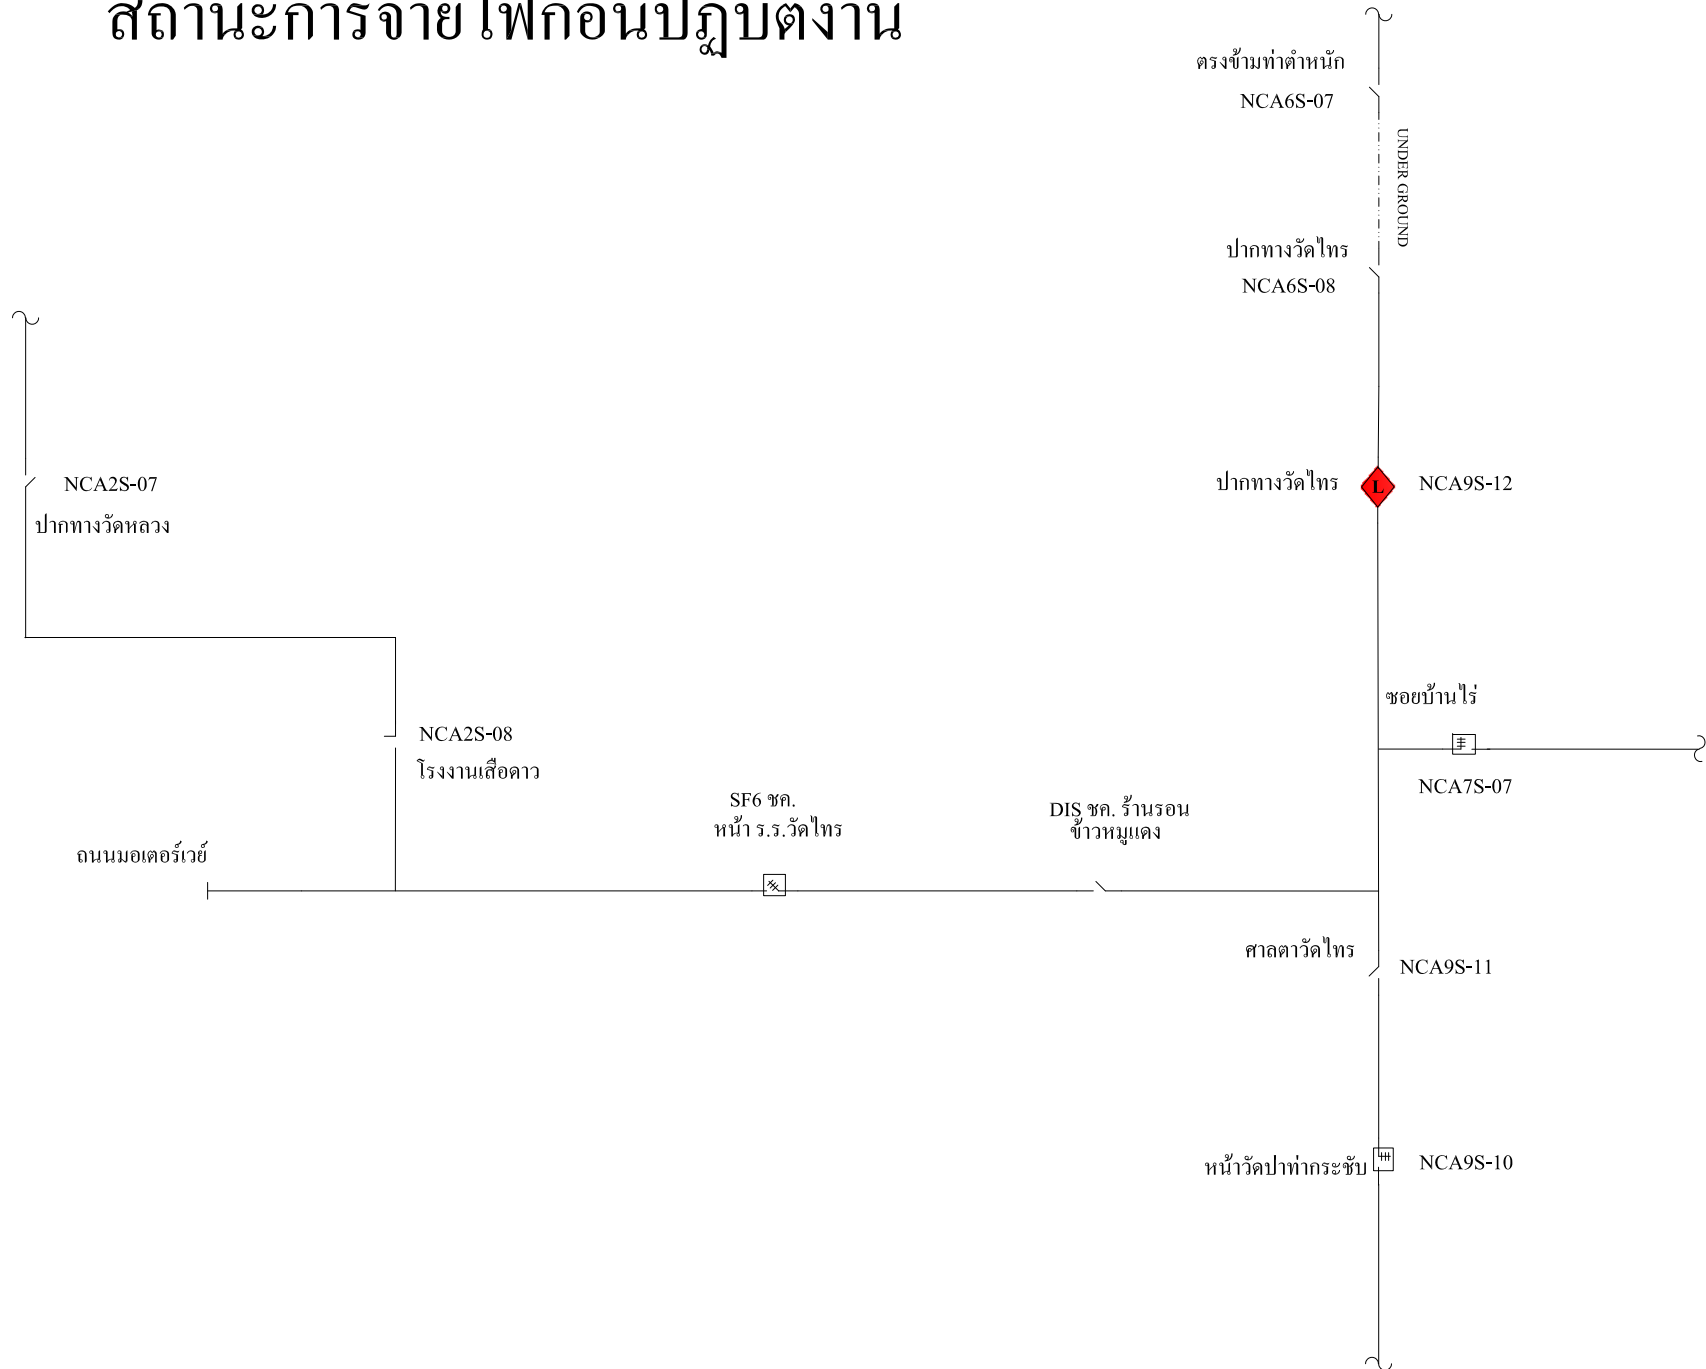 สถานะการจ่ายไฟก่อนปฏิบัติงาน
ตรงข้ามท่าตำหนัก
NCA6S-07
UNDER GROUND
ปากทางวัดไทร
NCA6S-08
NCA2S-07
ปากทางวัดหลวง
ปากทางวัดไทร
L
NCA9S-12
ซอยบ้านไร่
NCA7S-07
NCA2S-08
โรงงานเสือดาว
SF6 ชค.
หน้า ร.ร.วัดไทร
DIS ชค. ร้านรอน
ข้าวหมูแดง
ถนนมอเตอร์เวย์
ศาลตาวัดไทร
NCA9S-11
หน้าวัดป่าท่ากระชับ
NCA9S-10